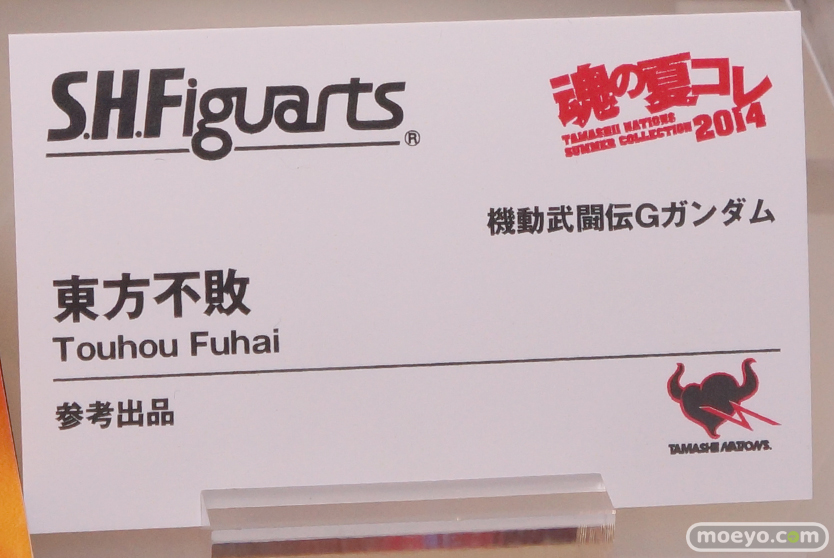 S.H.Figuarts®
魂の夏コレ
TAMASHII NATIONS
SUMMER COLLECTION 2014
機動武闘伝Gガンダム
東方不敗
Touhou Fuhai
参考出品
TAMASHII NATIONS.
moeyo.com